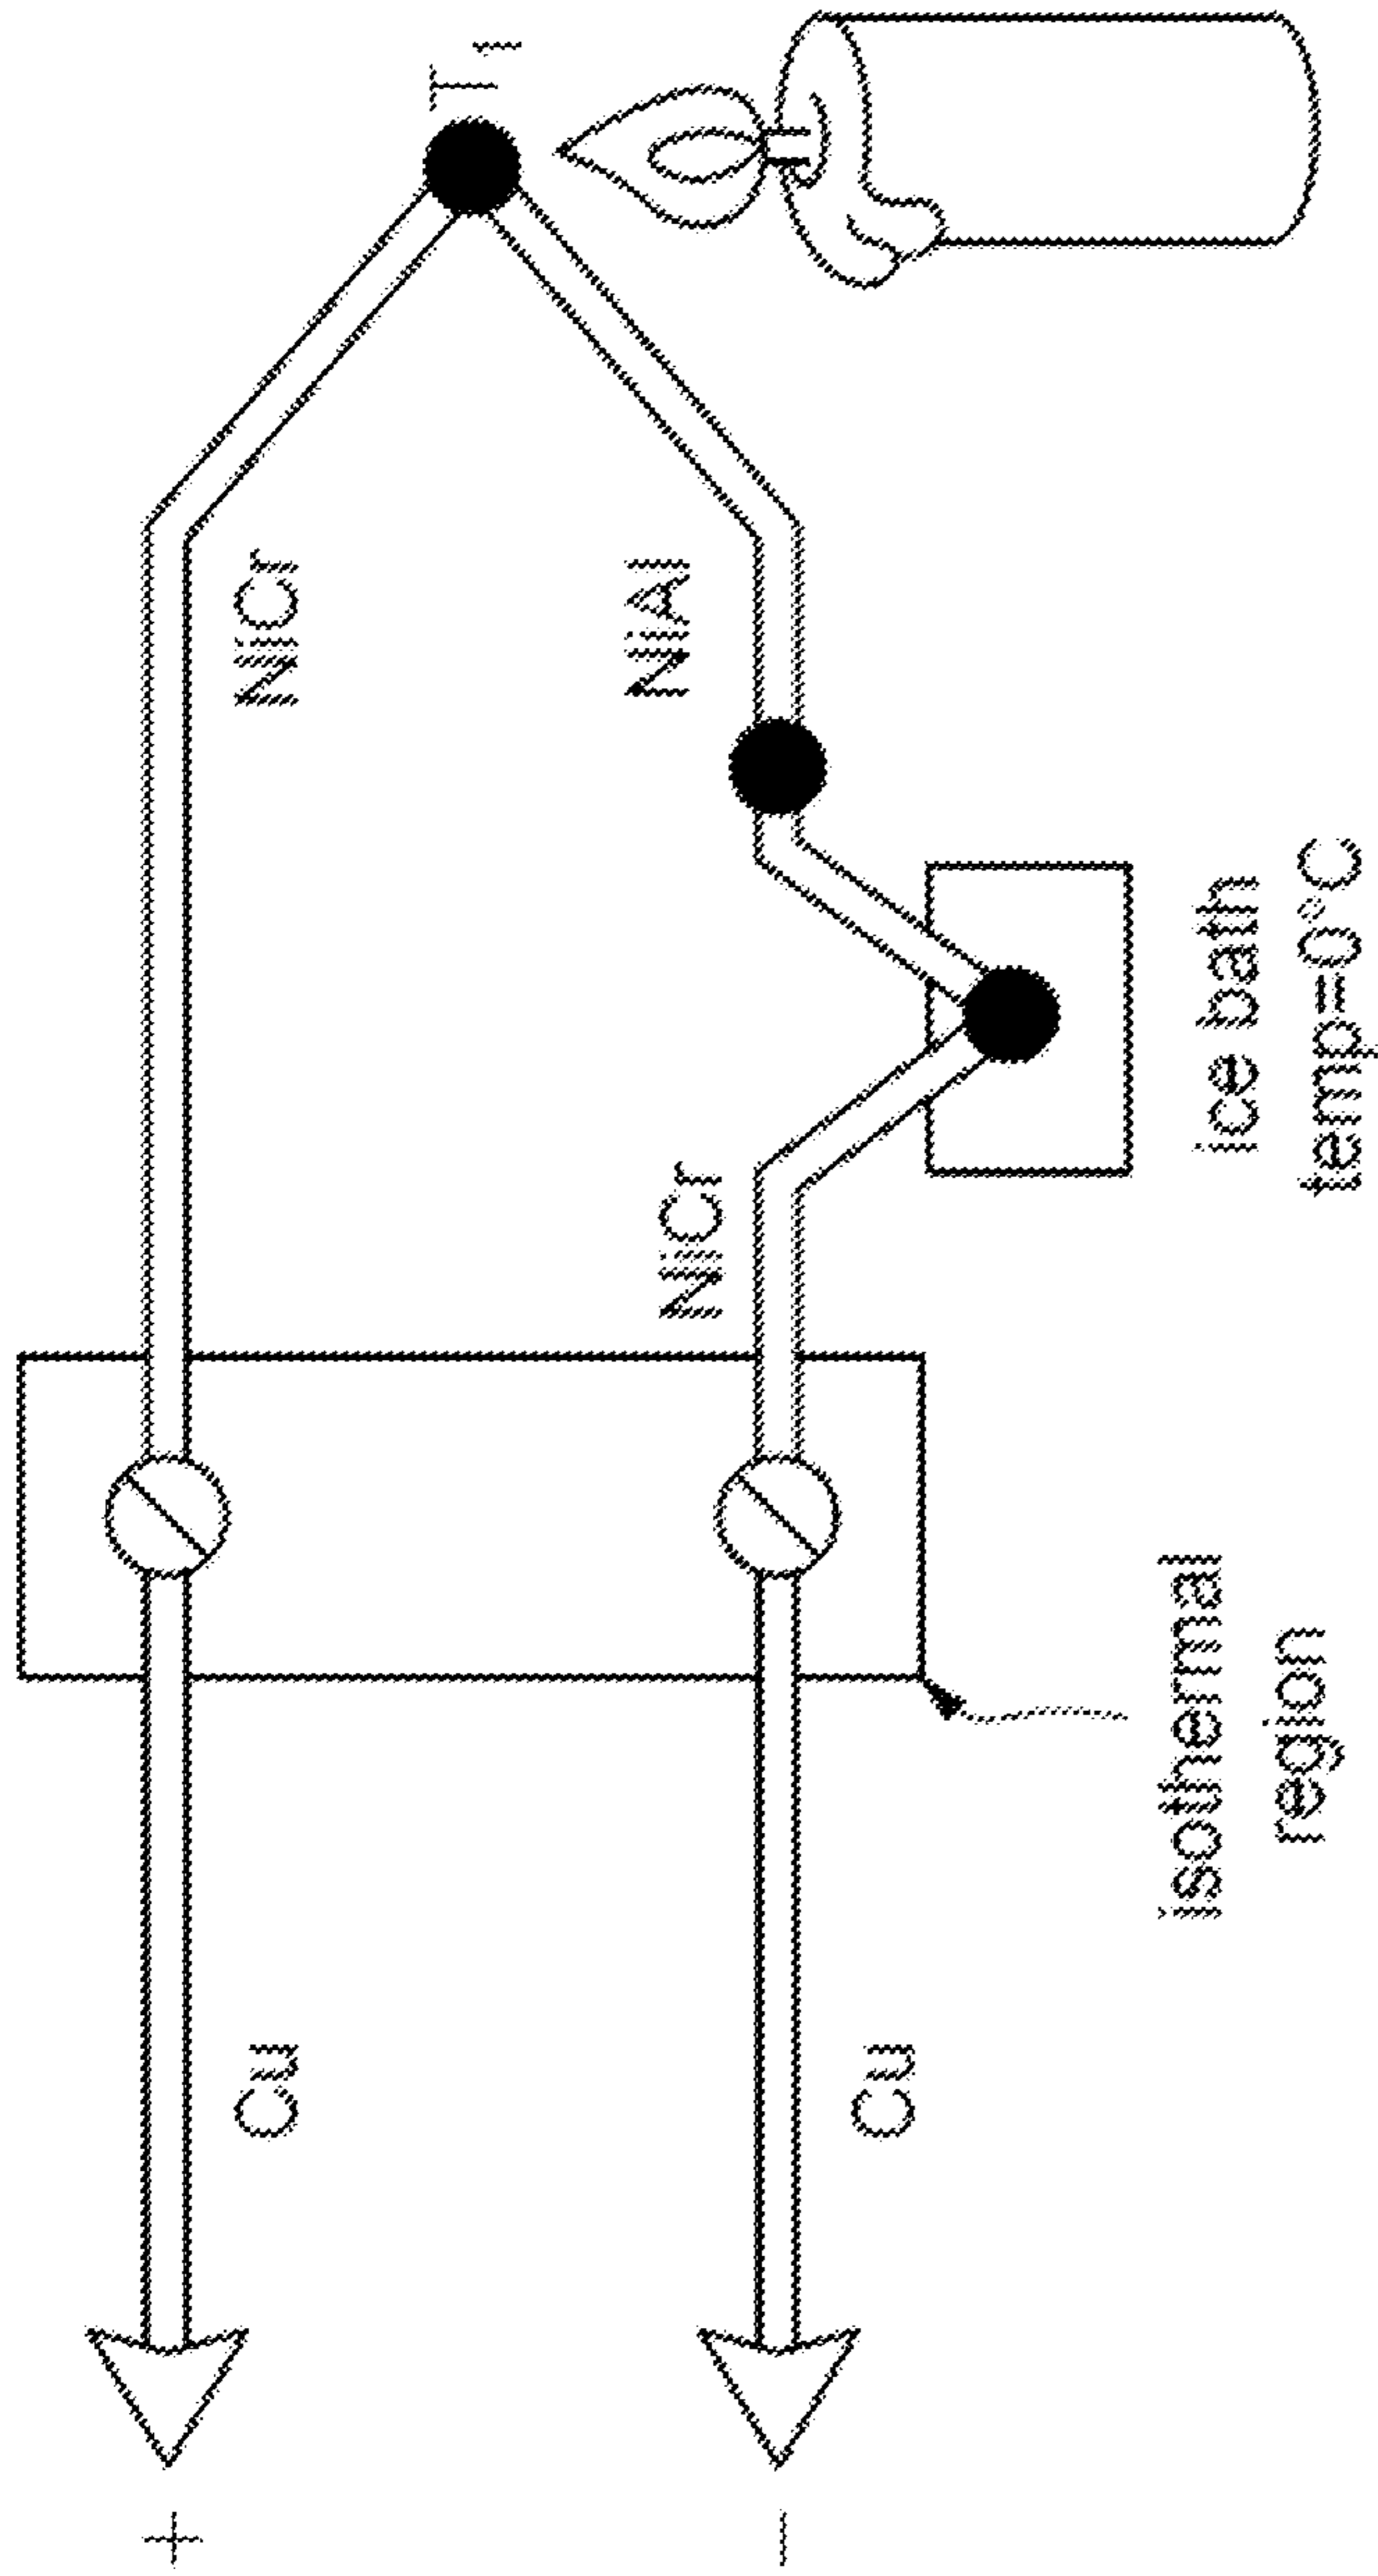 +
Cu
NiCr
T1
−
Cu
NiCr
NiAl
isothermal
region
ice bath
temp=0°C